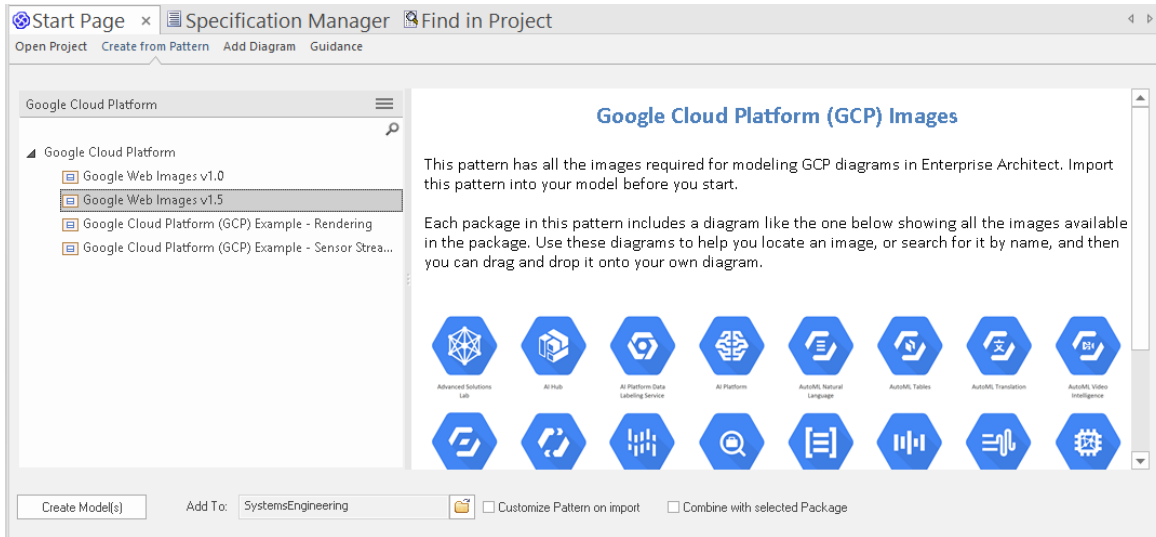 Start Page × Specification Manager Find in Project
Open Project Create from Pattern Add Diagram Guidance
Google Cloud Platform
Google Cloud Platform
Google Web Images v1.0
Google Web Images v1.5
Google Cloud Platform (GCP) Example - Rendering
Google Cloud Platform (GCP) Example - Sensor Strea...
Google Cloud Platform (GCP) Images
This pattern has all the images required for modeling GCP diagrams in Enterprise Architect. Import
this pattern into your model before you start.
Each package in this pattern includes a diagram like the one below showing all the images available
in the package. Use these diagrams to help you locate an image, or search for it by name, and then
you can drag and drop it onto your own diagram.
Advanced Solutions
Lab
AI Hub
AI Platform Data
Labeling Service
AI Platform
AutoML Natural
Language
AutoML Tables
AutoML Translation
AutoML Video
Intelligence
Create Model(s) Add To: SystemsEngineering Customize Pattern on import Combine with selected Package